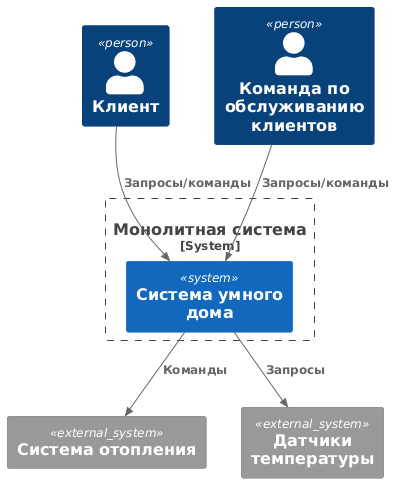 «person»
Клиент
«person»
Команда по
обслуживанию
клиентов
Запросы/команды
Запросы/команды
Монолитная система
[System]
«system»
Система умного
дома
Команды
Запросы
«external_system»
Система отопления
«external_system»
Датчики
температуры